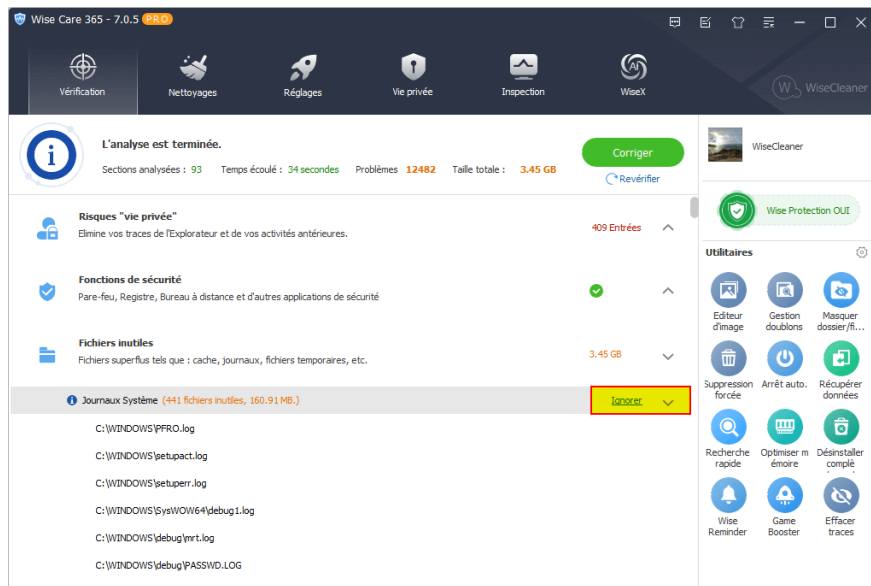 Wise Care 365 - 7.0.5 PRO
Vérification
Nettoyages
Réglages
Vie privée
Inspection
AI
WiseX
W
WiseCleaner
L'analyse est terminée.
Sections analysées : 93 Temps écoulé : 34 secondes Problèmes 12482 Taille totale : 3.45 GB
Corriger
Revérifier
WiseCleaner
Risques "vie privée"
Elimine vos traces de l'Explorateur et de vos activités antérieures.
409 Entrées
Wise Protection OUI
Fonctions de sécurité
Pare-feu, Registre, Bureau à distance et d'autres applications de sécurité
Fichiers inutiles
Fichiers superflus tels que : cache, journaux, fichiers temporaires, etc.
3.45 GB
Journaux Système (441 fichiers inutiles, 160.91 MB.)
Ignorer
C:\WINDOWS\PFRO.log
C:\WINDOWS\setupact.log
C:\WINDOWS\setuperr.log
C:\WINDOWS\SysWOW64\debug1.log
C:\WINDOWS\debug\mrt.log
C:\WINDOWS\debug\PASSWD.LOG
Utilitaires
Editeur
d'image
Gestion
doublons
Masquer
dossier/fi...
Suppression
forcée
Arrêt auto.
Récupérer
données
Recherche
rapide
Optimiser m
émoire
Désinstaller
complè
Wise
Reminder
Game
Booster
Effacer
traces